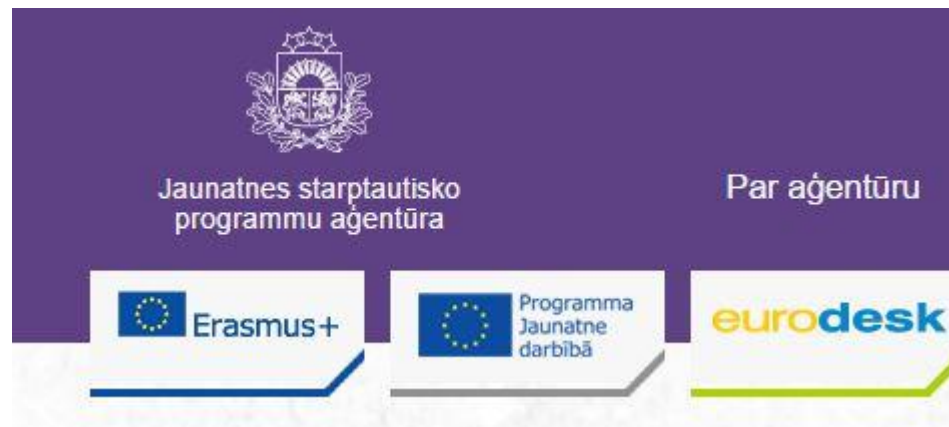 Jaunatnes starptautisko
programmu aģentūra
Par aģentūru
Erasmus+
Programma
Jaunatne
darbībā
eurodesk